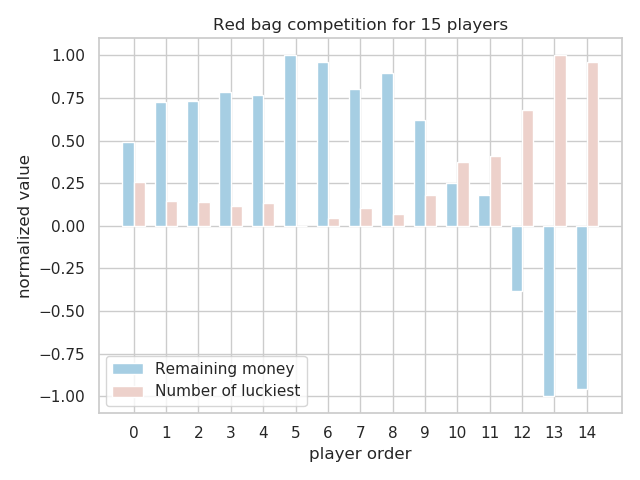 Red bag competition for 15 players
normalized value
1.00
0.75
0.50
0.25
0.00
−0.25
−0.50
−0.75
−1.00
Remaining money
Number of luckiest
0 1 2 3 4 5 6 7 8 9 10 11 12 13 14
player order